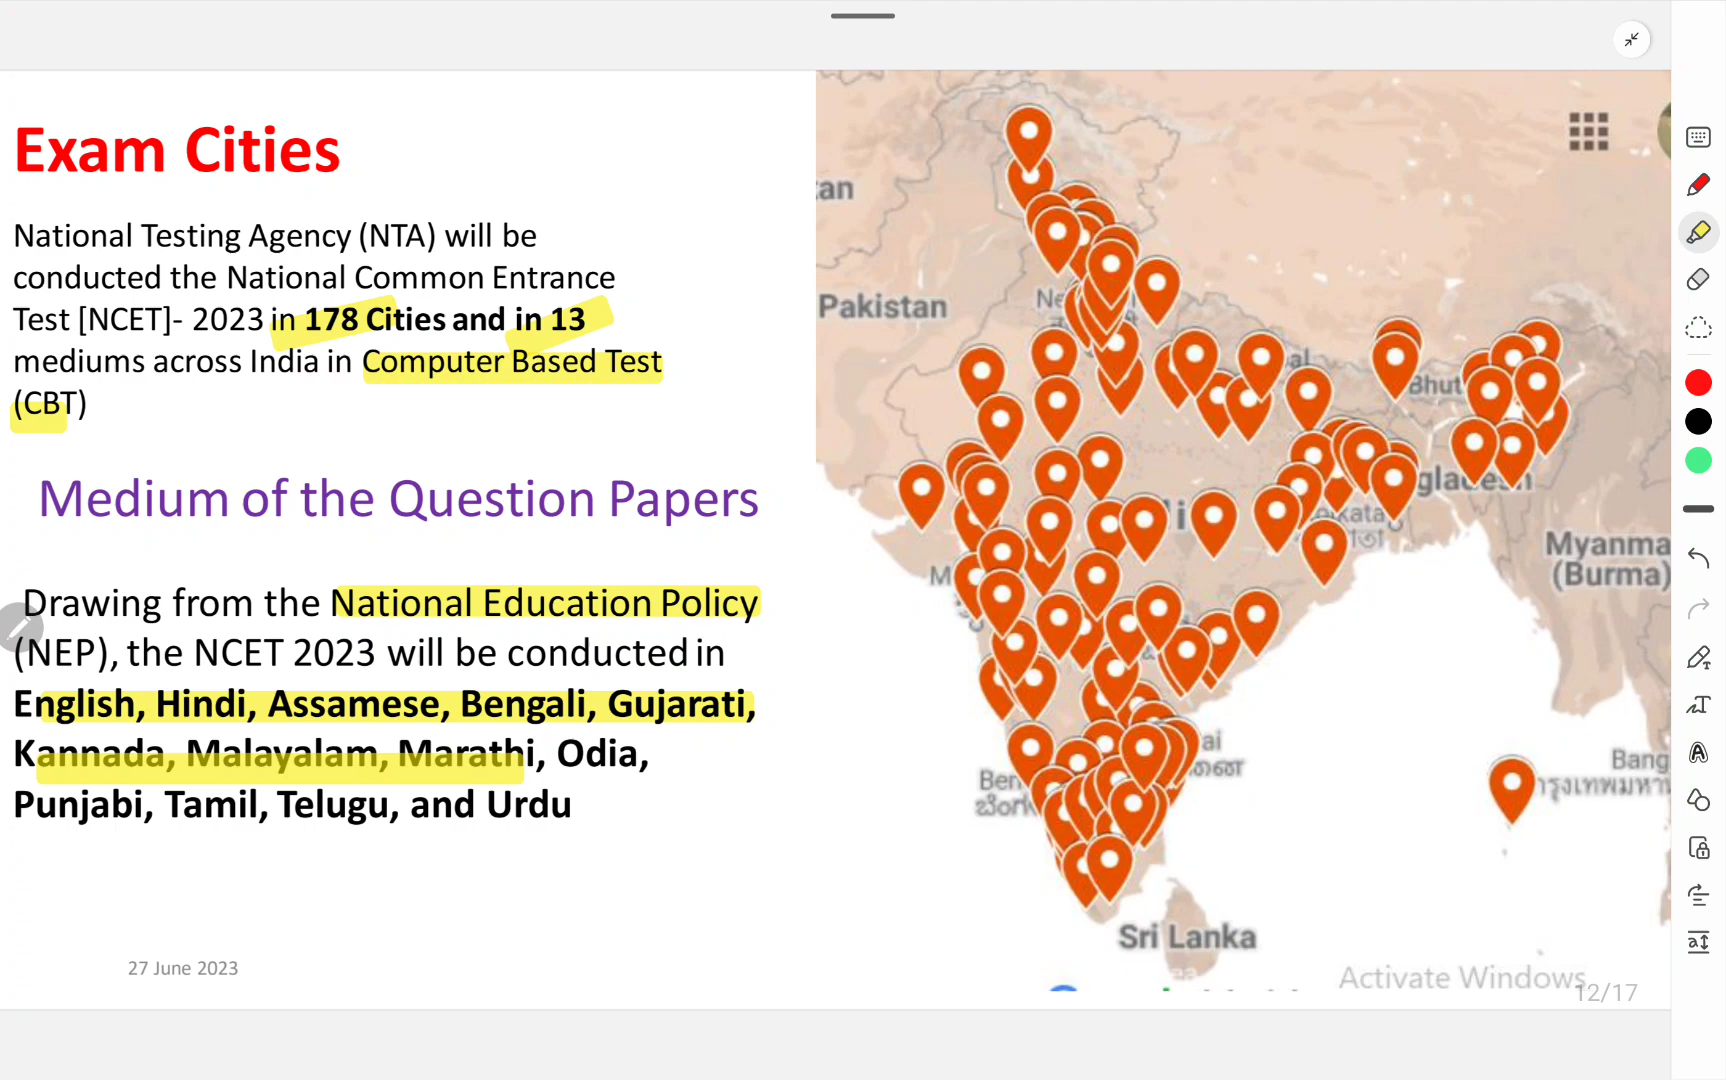 Exam Cities
National Testing Agency (NTA) will be
conducted the National Common Entrance
Test [NCET]- 2023 in 178 Cities and in 13
mediums across India in Computer Based Test
(CBT)
Medium of the Question Papers
Drawing from the National Education Policy
(NEP), the NCET 2023 will be conducted in
English, Hindi, Assamese, Bengali, Gujarati,
Kannada, Malayalam, Marathi, Odia,
Punjabi, Tamil, Telugu, and Urdu
27 June 2023
Pakistan
Bhut
Myanma
(Burma)
Bang
Sri Lanka
Activate Windows
12/17